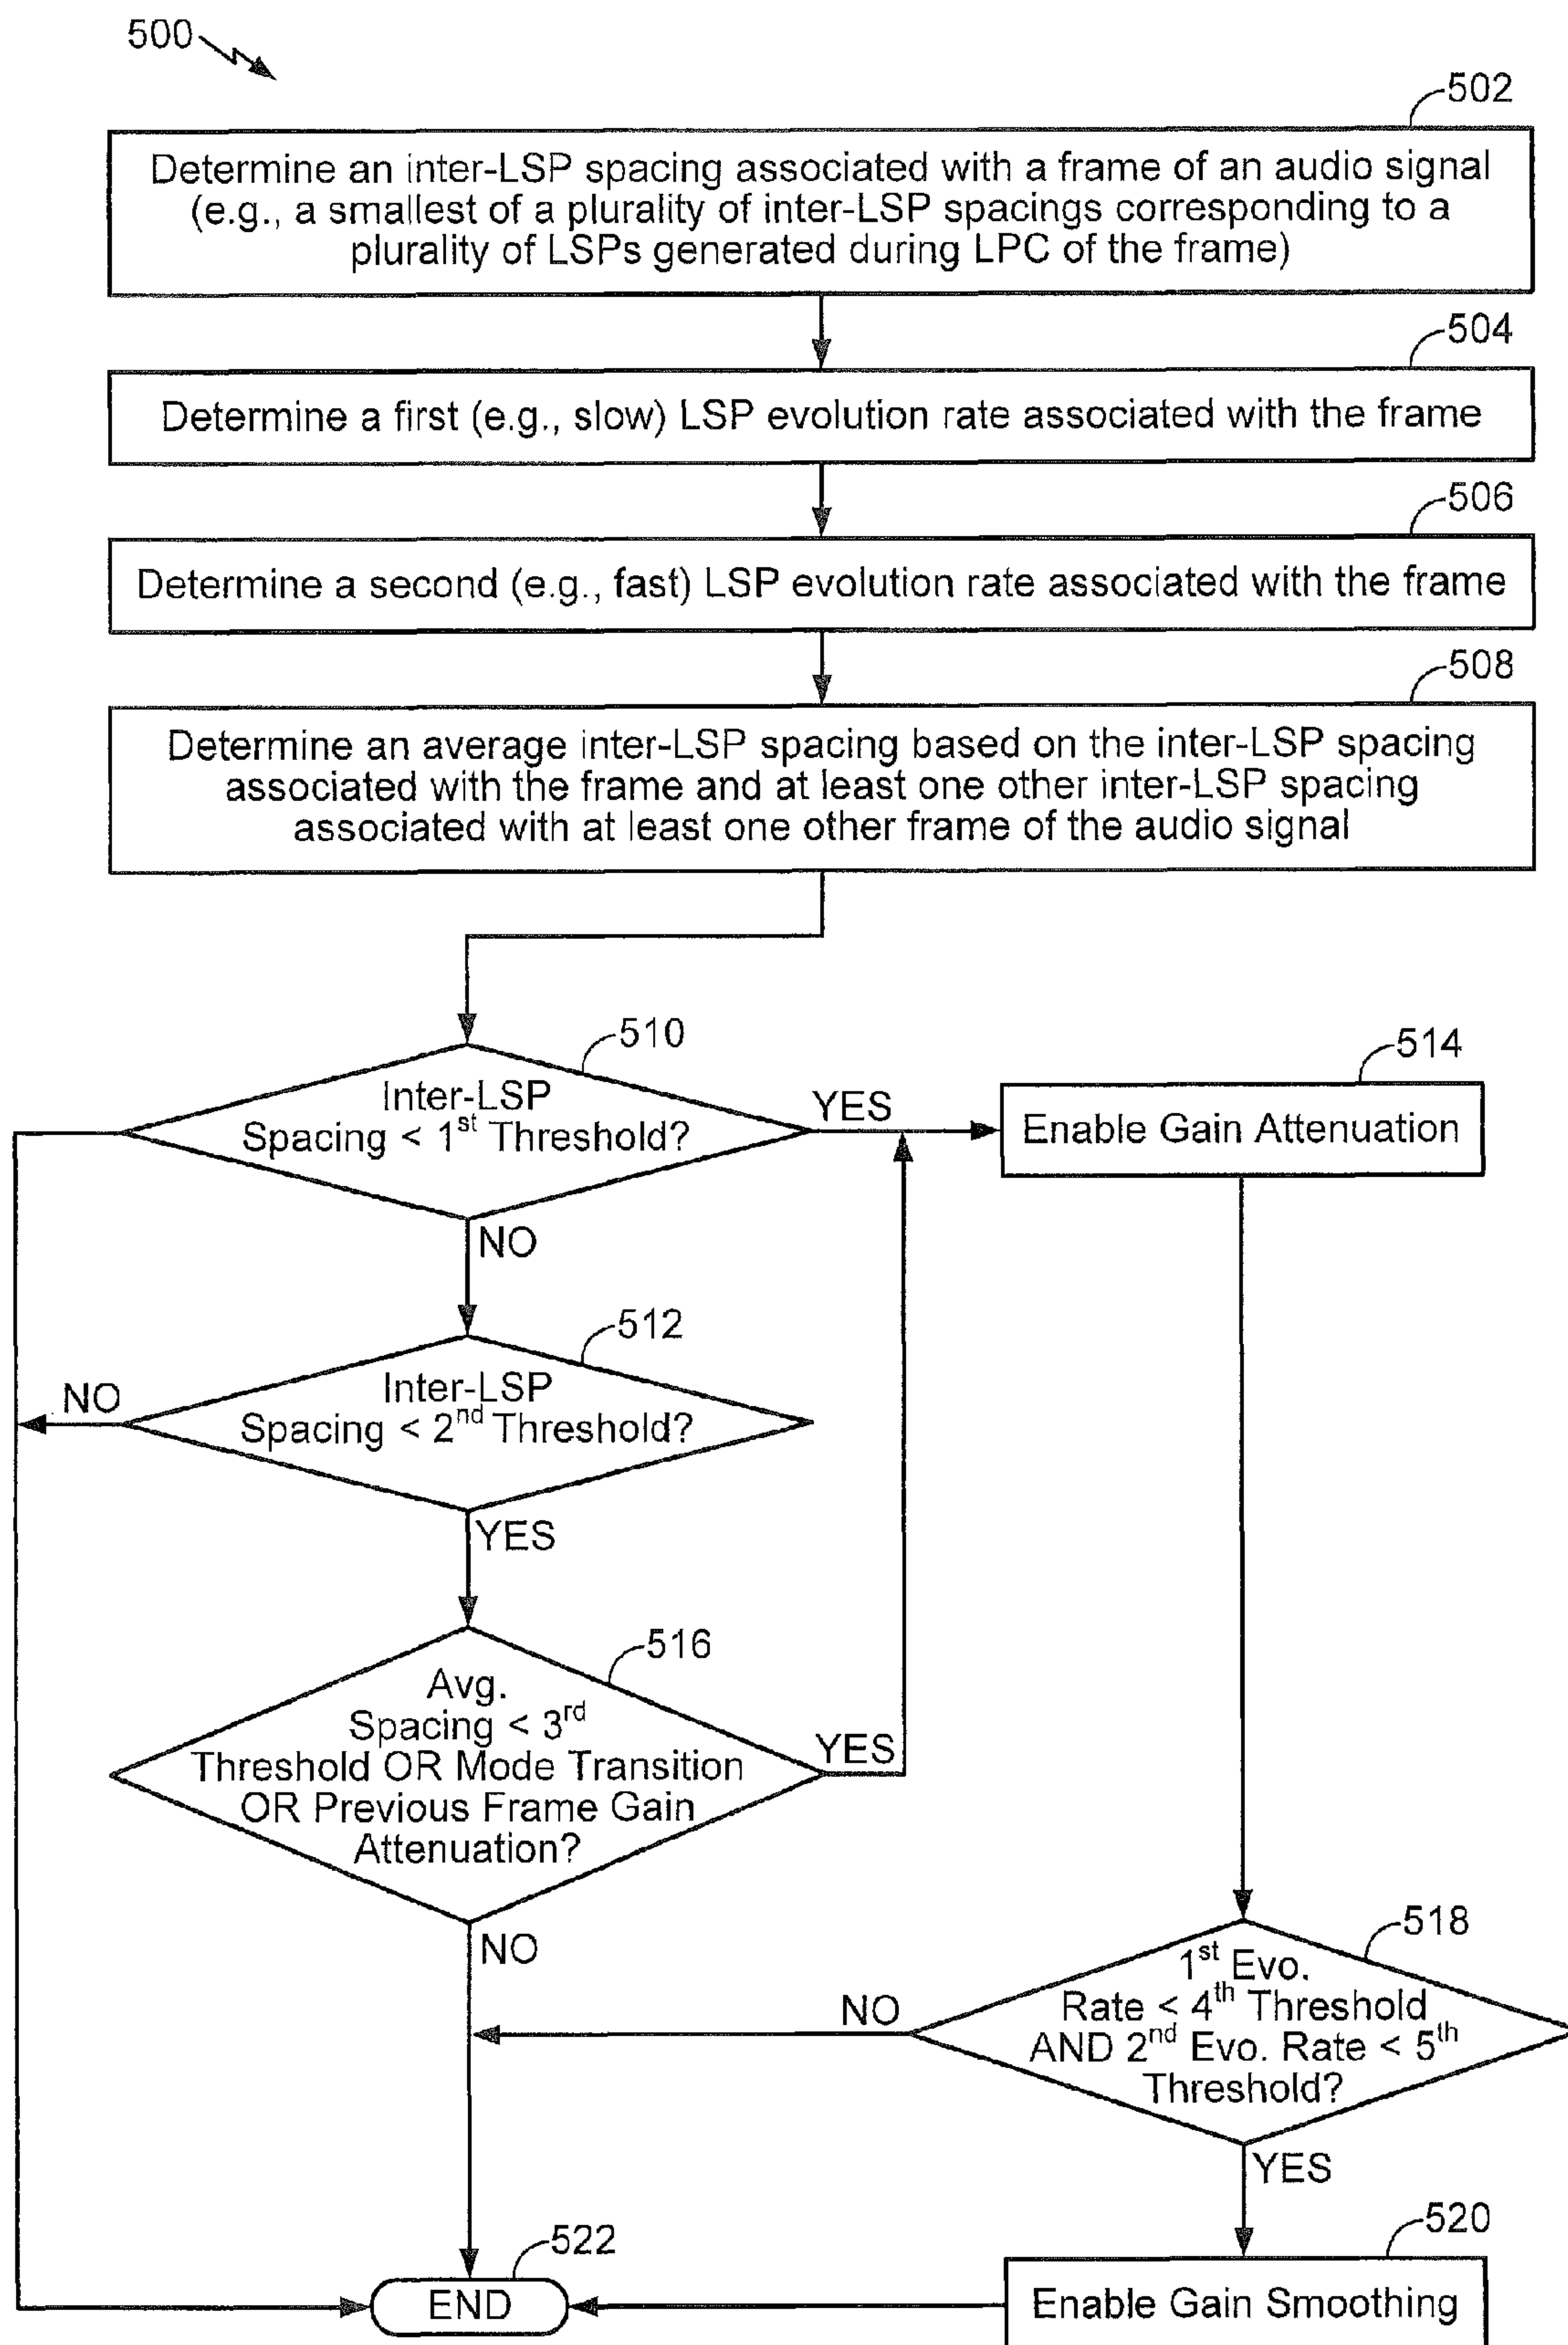 500
502
Determine an inter-LSP spacing associated with a frame of an audio signal
(e.g., a smallest of a plurality of inter-LSP spacings corresponding to a
plurality of LSPs generated during LPC of the frame)
504
Determine a first (e.g., slow) LSP evolution rate associated with the frame
506
Determine a second (e.g., fast) LSP evolution rate associated with the frame
508
Determine an average inter-LSP spacing based on the inter-LSP spacing
associated with the frame and at least one other inter-LSP spacing
associated with at least one other frame of the audio signal
510
Inter-LSP
Spacing < 1st Threshold?
YES
NO
514
Enable Gain Attenuation
512
Inter-LSP
Spacing < 2nd Threshold?
NO
YES
516
Avg.
Spacing < 3rd
Threshold OR Mode Transition
OR Previous Frame Gain
Attenuation?
YES
NO
518
1st Evo.
Rate < 4th Threshold
AND 2nd Evo. Rate < 5th
Threshold?
NO
YES
520
Enable Gain Smoothing
522
END